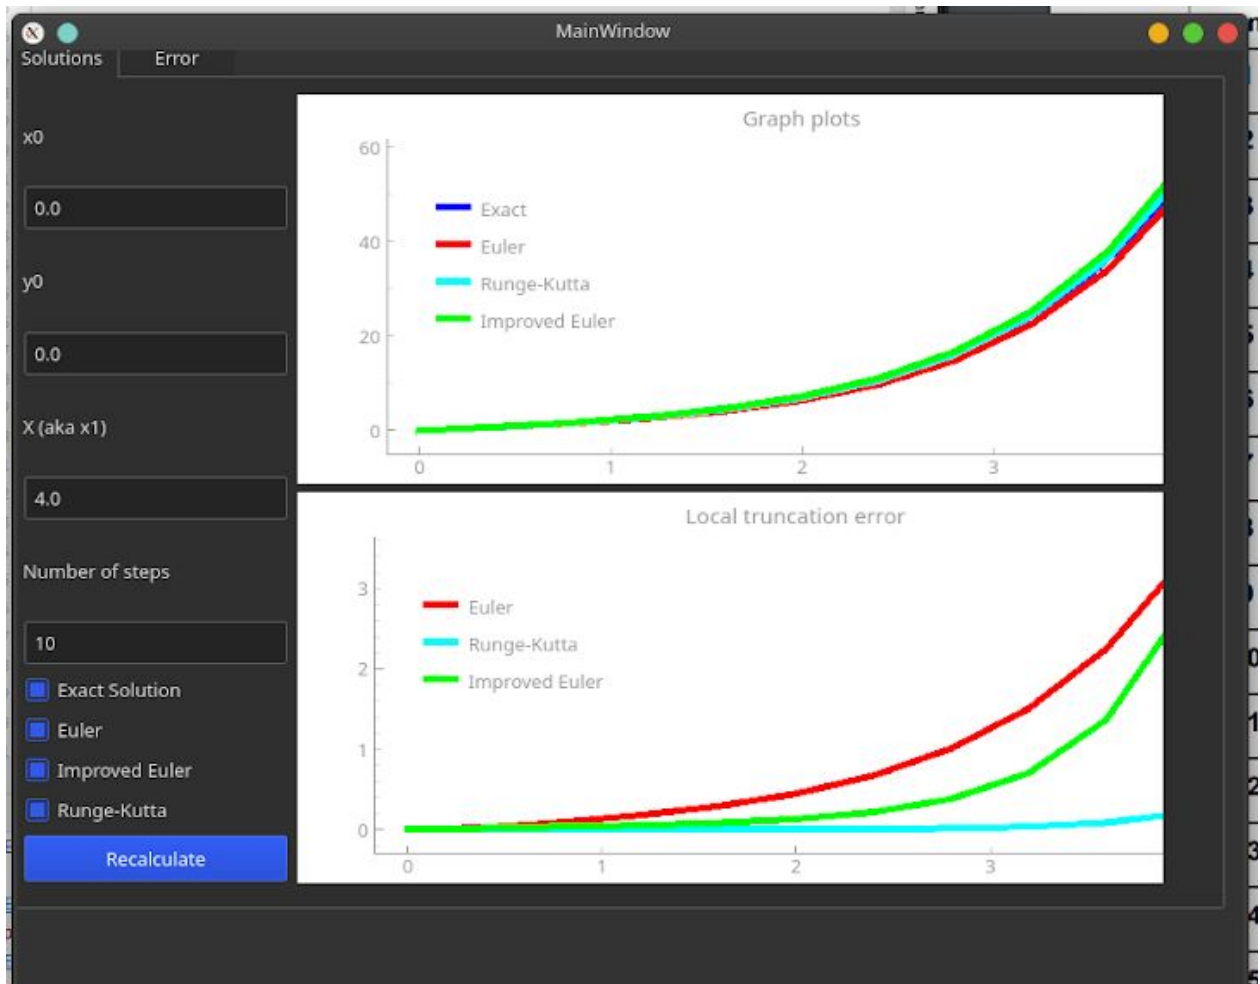 MainWindow
Solutions Error
x0
0.0
y0
0.0
X (aka x1)
4.0
Number of steps
10
Exact Solution
Euler
Improved Euler
Runge-Kutta
Recalculate
Graph plots
60
40
20
0
Exact
Euler
Runge-Kutta
Improved Euler
0 1 2 3
Local truncation error
3
2
1
0
Euler
Runge-Kutta
Improved Euler
0 1 2 3